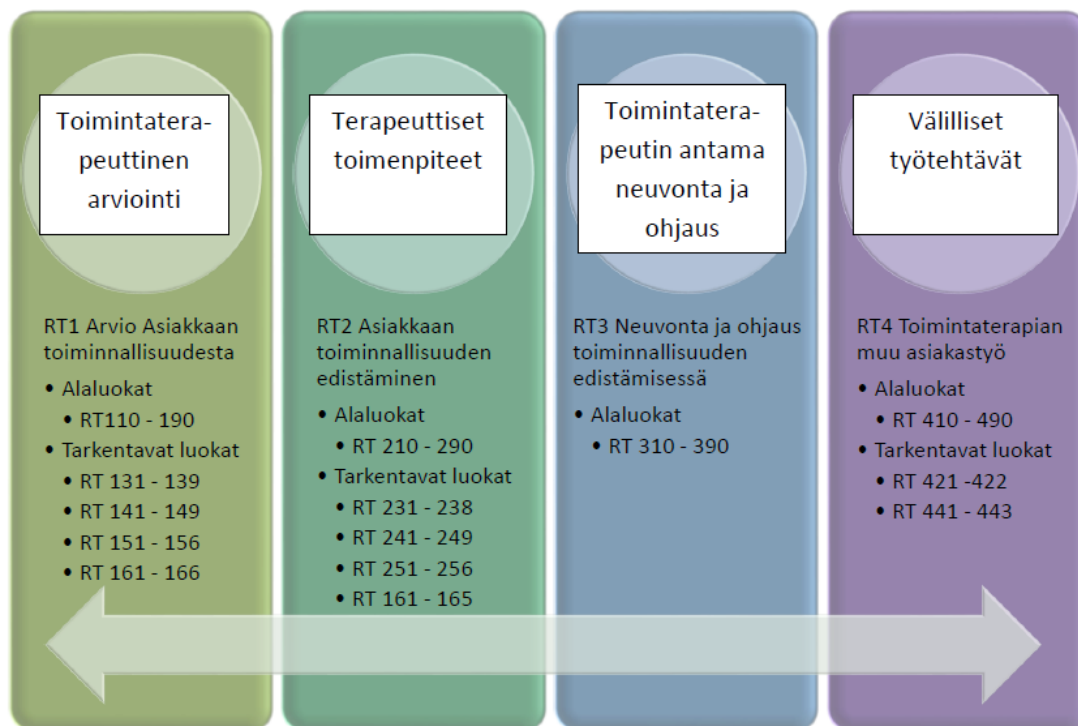 Toimintatera-
peuttinen
arviointi
RT1 Arvio Asiakkaan
toiminnallisuudesta
• Alaluokat
• RT110 - 190
• Tarkentavat luokat
• RT 131 - 139
• RT 141 - 149
• RT 151 - 156
• RT 161 - 166
Terapeuttiset
toimenpiteet
RT2 Asiakkaan
toiminnallisuuden
edistäminen
• Alaluokat
• RT 210 - 290
• Tarkentavat luokat
• RT 231 - 238
• RT 241 - 249
• RT 251 - 256
• RT 161 - 165
Toimintatera-
peutin antama
neuvonta ja
ohjaus
RT3 Neuvonta ja ohjaus
toiminnallisuuden
edistämisessä
• Alaluokat
• RT 310 - 390
Välilliset
työtehtävät
RT4 Toimintaterapian
muu asiakastyö
• Alaluokat
• RT 410 - 490
• Tarkentavat luokat
• RT 421 -422
• RT 441 - 443